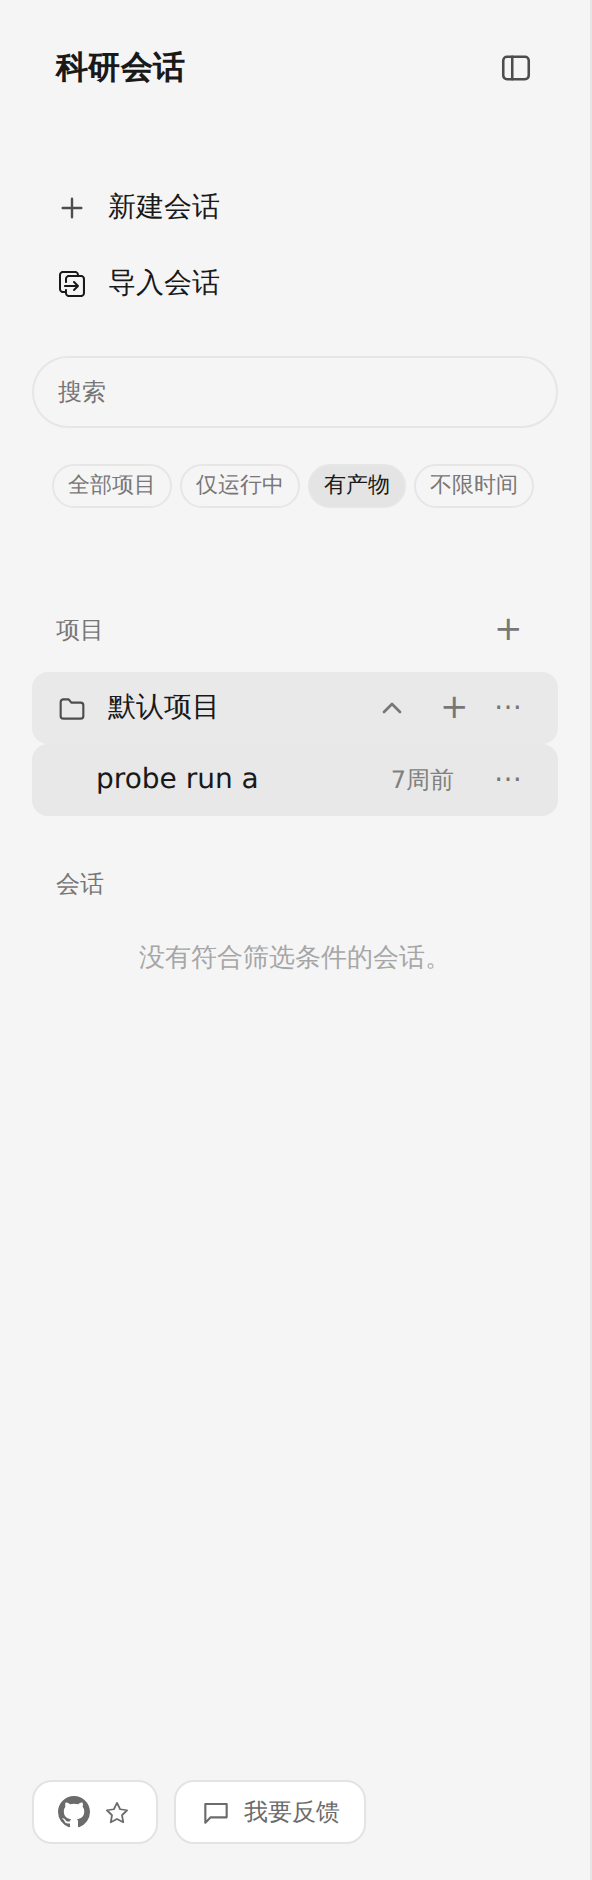 科研会话
新建会话
导入会话
搜索
全部项目 仅运行中 有产物 不限时间
项目
默认项目
probe run a 7周前
会话
没有符合筛选条件的会话。
我要反馈